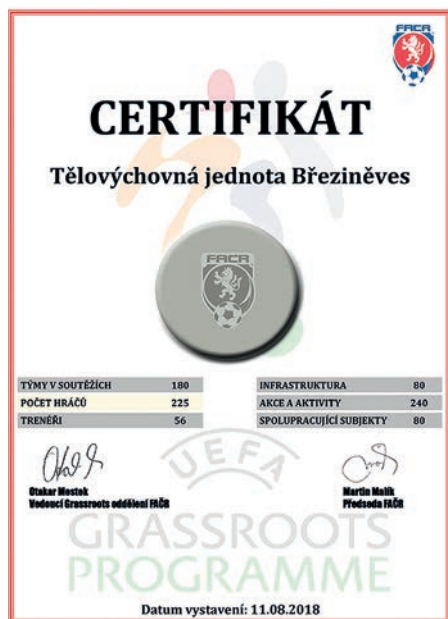 FAČR
CERTIFIKÁT
Tělovýchovná jednota Březiněves
FAČR
TÝMY V SOUTĚŽÍCH 180
POČET HRÁČŮ 225
TRENÉŘI 56
INFRASTRUKTURA 80
AKCE A AKTIVITY 240
SPOLUPRACUJÍCÍ SUBJEKTY 80
Otakar Mestek
Vedoucí Grassroots oddělení FAČR
Martin Malík
Předseda FAČR
UEFA
GRASSROOTS
PROGRAMME
Datum vystavení: 11.08.2018